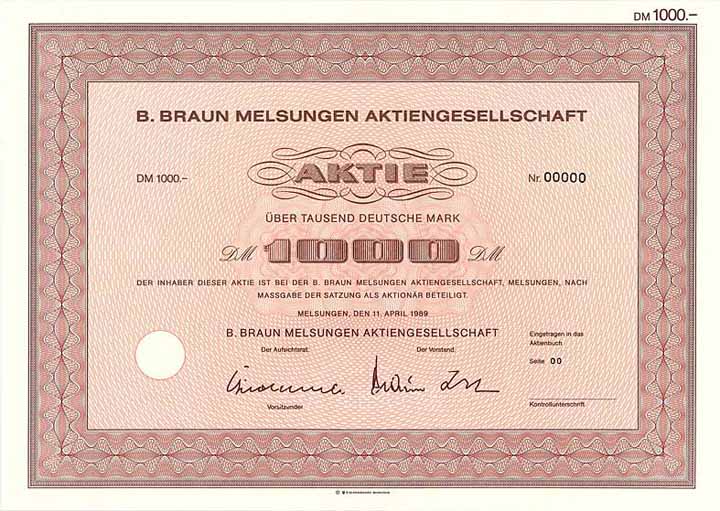 DM 1000.–
B. BRAUN MELSUNGEN AKTIENGESELLSCHAFT
DM 1000.–
AKTIE
Nr. 00000
ÜBER TAUSEND DEUTSCHE MARK
DM 1000 DM
DER INHABER DIESER AKTIE IST BEI DER B. BRAUN MELSUNGEN AKTIENGESELLSCHAFT, MELSUNGEN, NACH
MASSGABE DER SATZUNG ALS AKTIONÄR BETEILIGT.
MELSUNGEN, DEN 11. APRIL 1989
B. BRAUN MELSUNGEN AKTIENGESELLSCHAFT
Der Aufsichtsrat.
Der Vorstand.
Eingetragen in das
Aktienbuch
Seite 00
Vorsitzender.
Kontrollunterschrift.